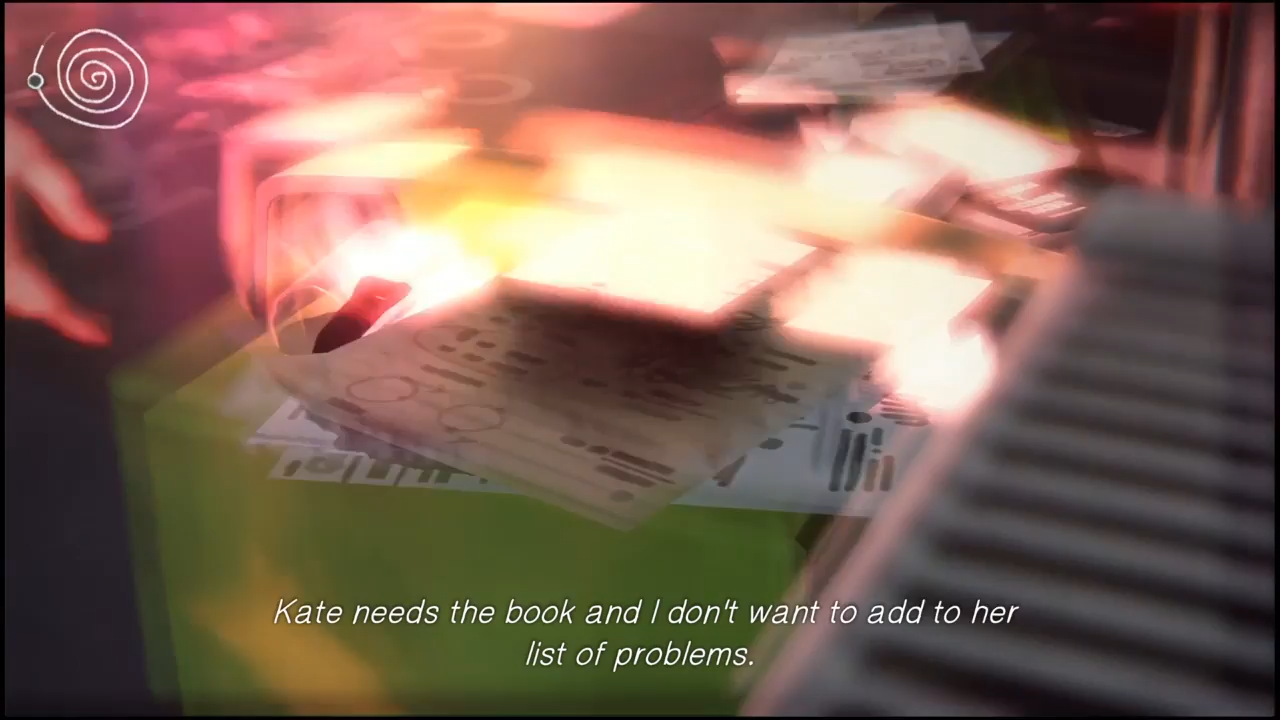 Kate needs the book and I don't want to add to her
list of problems.